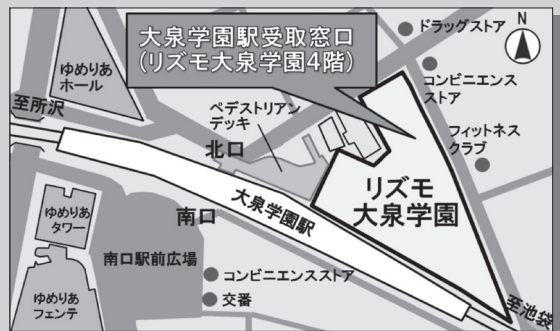 大泉学園駅受取窓口
(リズモ大泉学園4階)
ドラッグストア
N
ゆめりあ
ホール
コンビニエンス
ストア
至所沢
ペデストリアン
デッキ
フィットネス
クラブ
北口
リズモ
大泉学園
大泉学園駅
南口
ゆめりあ
タワー
南口駅前広場
コンビニエンスストア
交番
ゆめりあ
フェンテ
至池袋